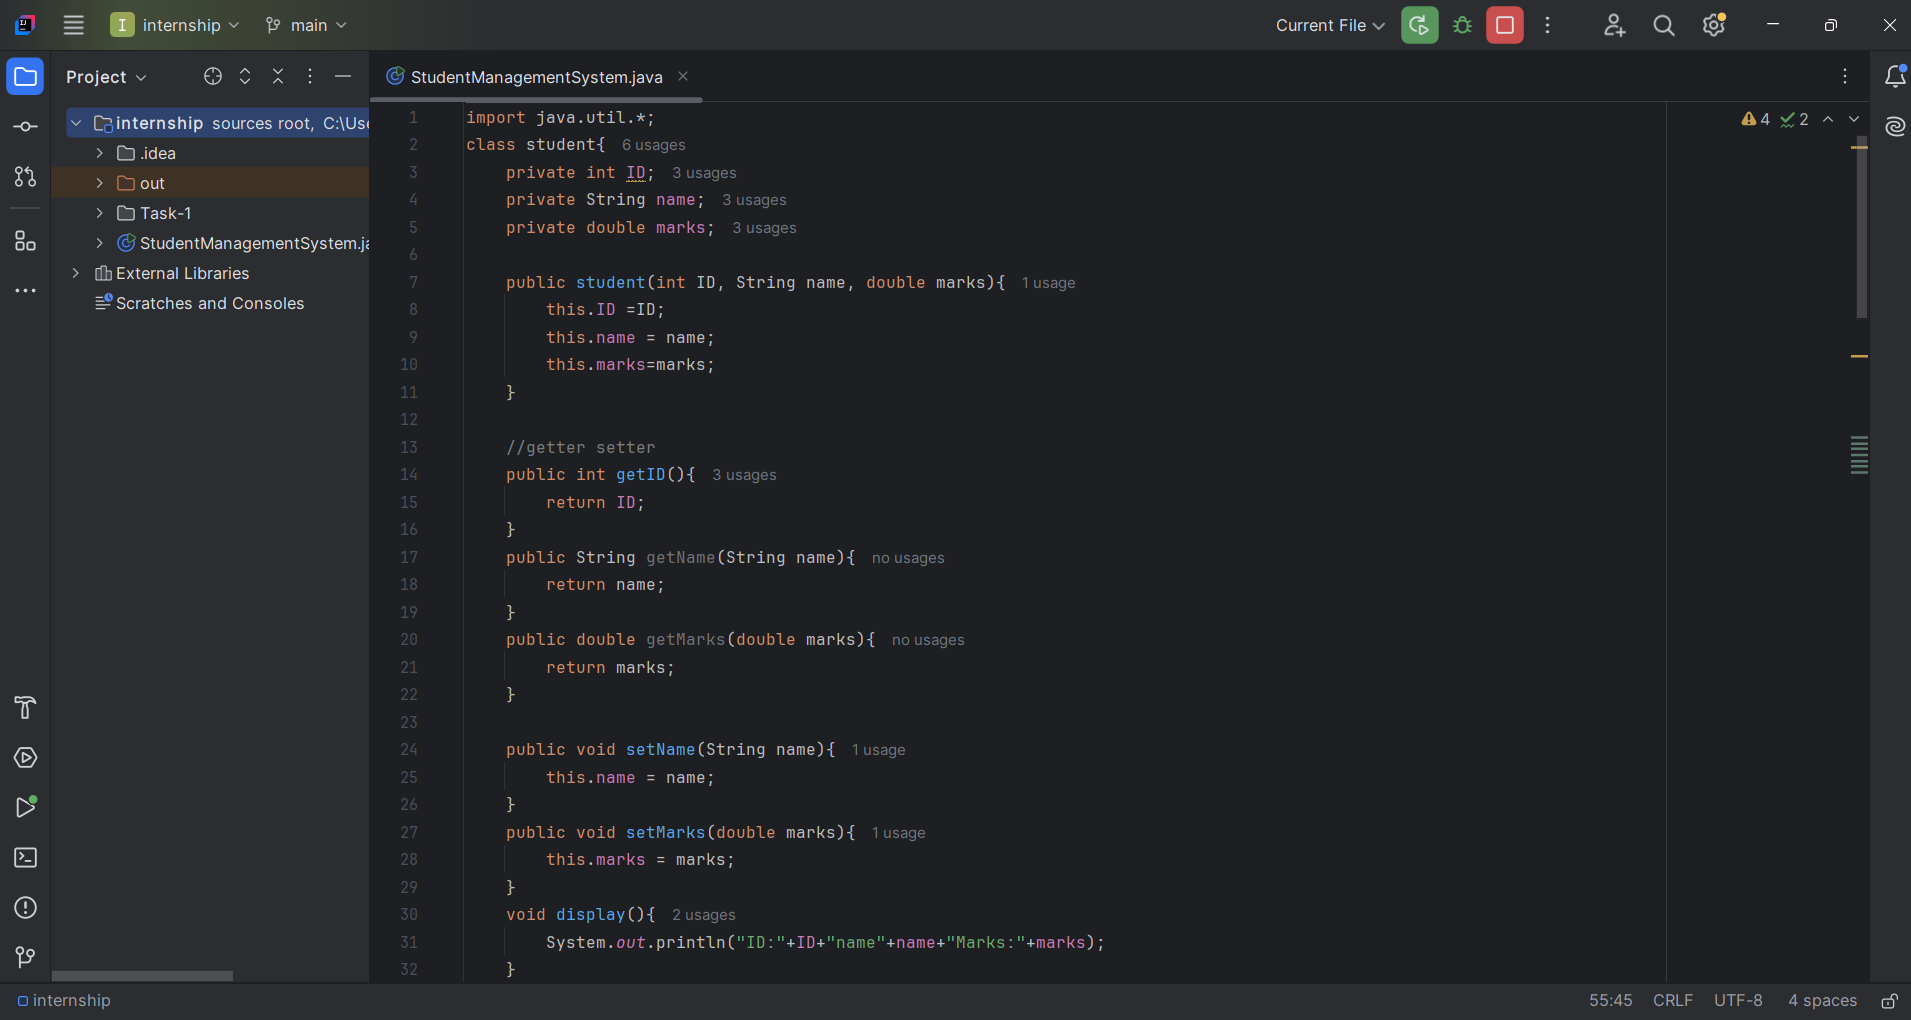 I internship main Current File
Project
StudentManagementSystem.java
internship sources root, C:\Use
.idea
out
Task-1
StudentManagementSystem.ja
External Libraries
Scratches and Consoles
4 2
1 import java.util.*;
2 class student{ 6 usages
3 private int ID; 3 usages
4 private String name; 3 usages
5 private double marks; 3 usages
6
7 public student(int ID, String name, double marks){ 1 usage
8 this.ID =ID;
9 this.name = name;
10 this.marks=marks;
11 }
12
13 //getter setter
14 public int getID(){ 3 usages
15 return ID;
16 }
17 public String getName(String name){ no usages
18 return name;
19 }
20 public double getMarks(double marks){ no usages
21 return marks;
22 }
23
24 public void setName(String name){ 1 usage
25 this.name = name;
26 }
27 public void setMarks(double marks){ 1 usage
28 this.marks = marks;
29 }
30 void display(){ 2 usages
31 System.out.println("ID:"+ID+"name"+name+"Marks:"+marks);
32 }
internship 55:45 CRLF UTF-8 4 spaces